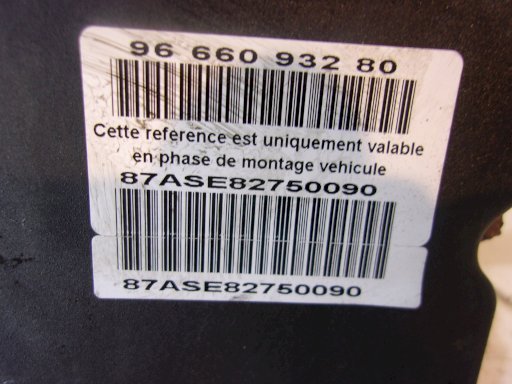 96 660 932 80
Cette reference est uniquement valable
en phase de montage vehicule
87ASE82750090
87ASE82750090